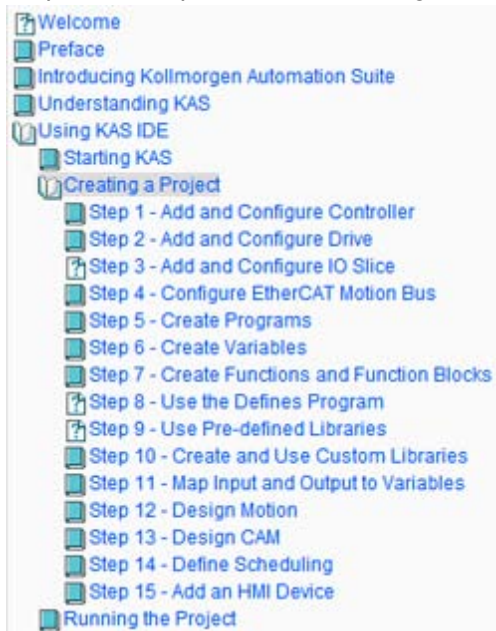 Welcome
Preface
Introducing Kollmorgen Automation Suite
Understanding KAS
Using KAS IDE
Starting KAS
Creating a Project
Step 1 - Add and Configure Controller
Step 2 - Add and Configure Drive
Step 3 - Add and Configure IO Slice
Step 4 - Configure EtherCAT Motion Bus
Step 5 - Create Programs
Step 6 - Create Variables
Step 7 - Create Functions and Function Blocks
Step 8 - Use the Defines Program
Step 9 - Use Pre-defined Libraries
Step 10 - Create and Use Custom Libraries
Step 11 - Map Input and Output to Variables
Step 12 - Design Motion
Step 13 - Design CAM
Step 14 - Define Scheduling
Step 15 - Add an HMI Device
Running the Project